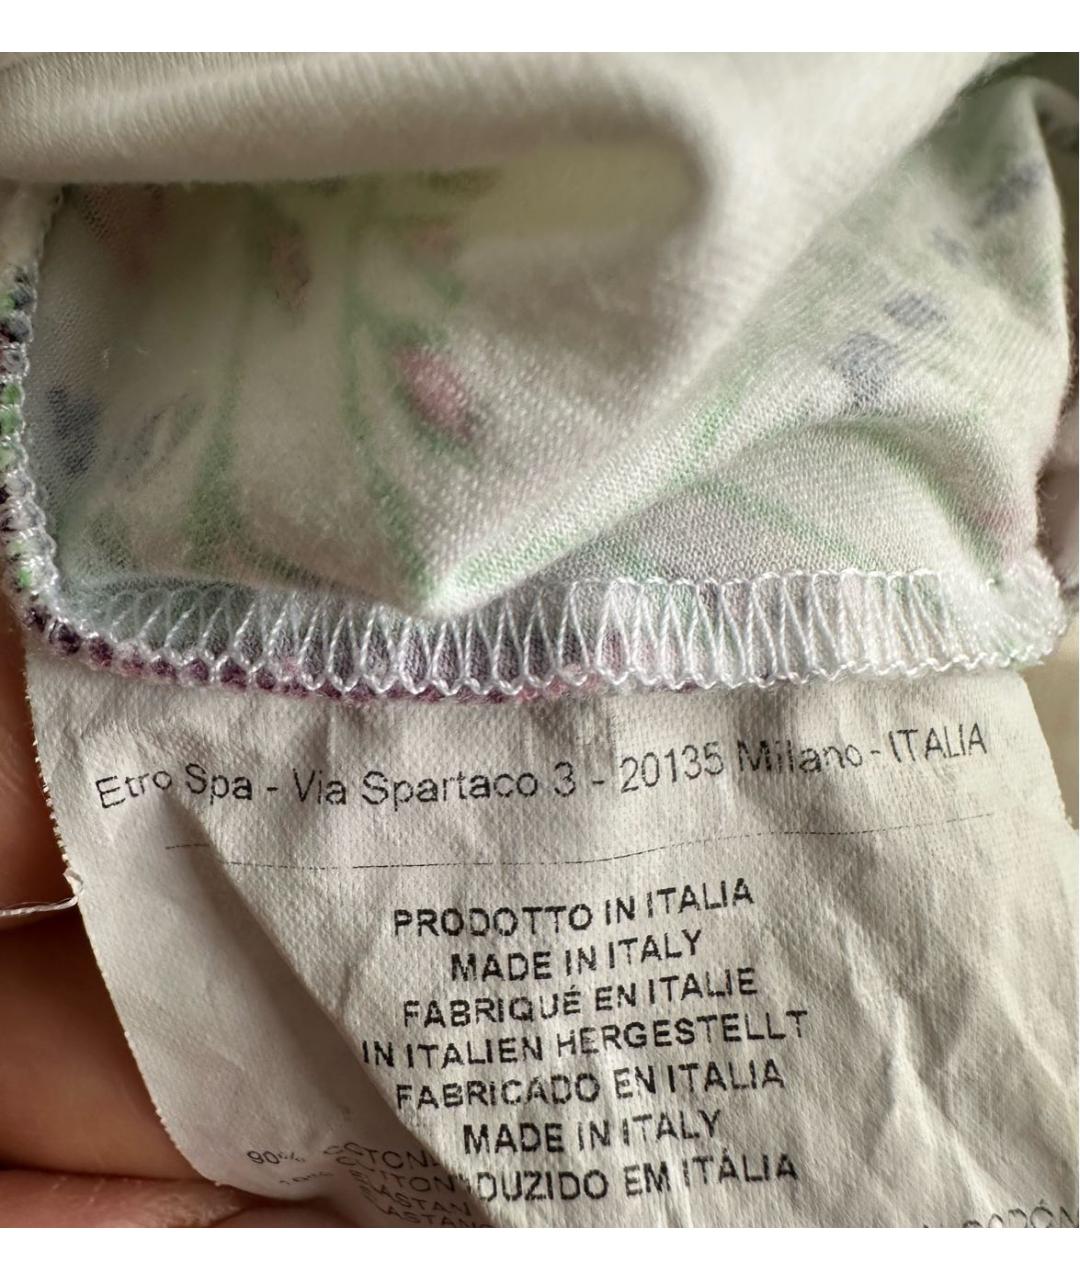 Etro Spa - Via Spartaco 3 - 20135 Milano - ITALIA
PRODOTTO IN ITALIA
MADE IN ITALY
FABRIQUÉ EN ITALIE
IN ITALIEN HERGESTELLT
FABRICADO EN ITALIA
MADE IN ITALY
DUZIDO EM ITÁLIA
90%